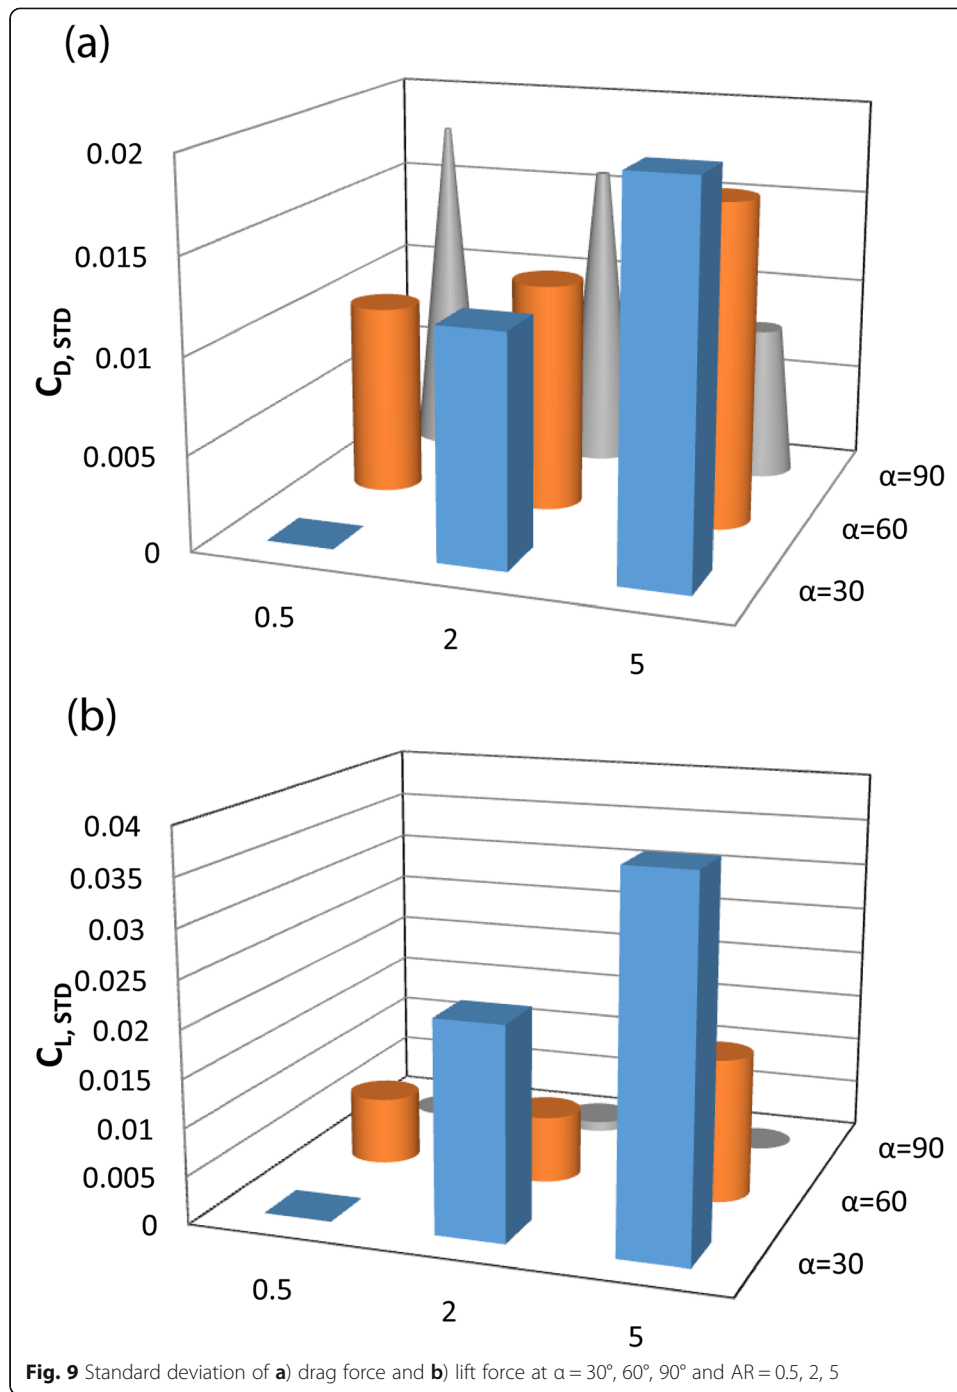 (a)
0.02
0.015
0.01
0.005
0
C_D, STD
0.5
2
5
α=90
α=60
α=30
(b)
0.04
0.035
0.03
0.025
0.02
0.015
0.01
0.005
0
C_L, STD
0.5
2
5
α=90
α=60
α=30
Fig. 9 Standard deviation of a) drag force and b) lift force at α = 30°, 60°, 90° and AR = 0.5, 2, 5